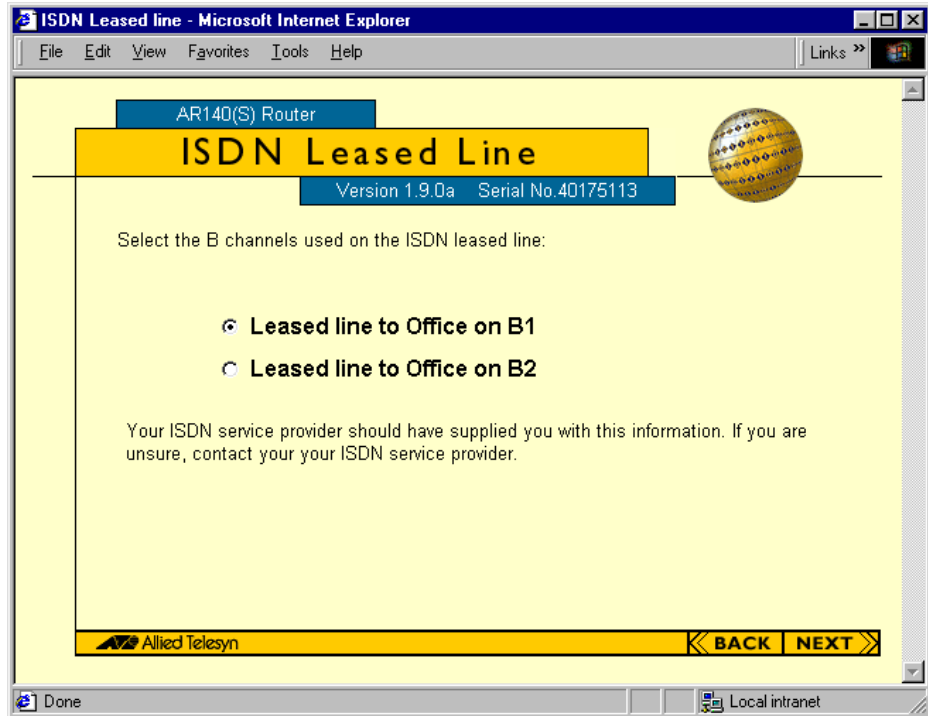 ISDN Leased line - Microsoft Internet Explorer
File Edit View Favorites Tools Help Links »
AR140(S) Router
ISDN Leased Line
Version 1.9.0a Serial No.40175113
Select the B channels used on the ISDN leased line:
Leased line to Office on B1
Leased line to Office on B2
Your ISDN service provider should have supplied you with this information. If you are
unsure, contact your your ISDN service provider.
Allied Telesyn BACK NEXT
Done Local intranet